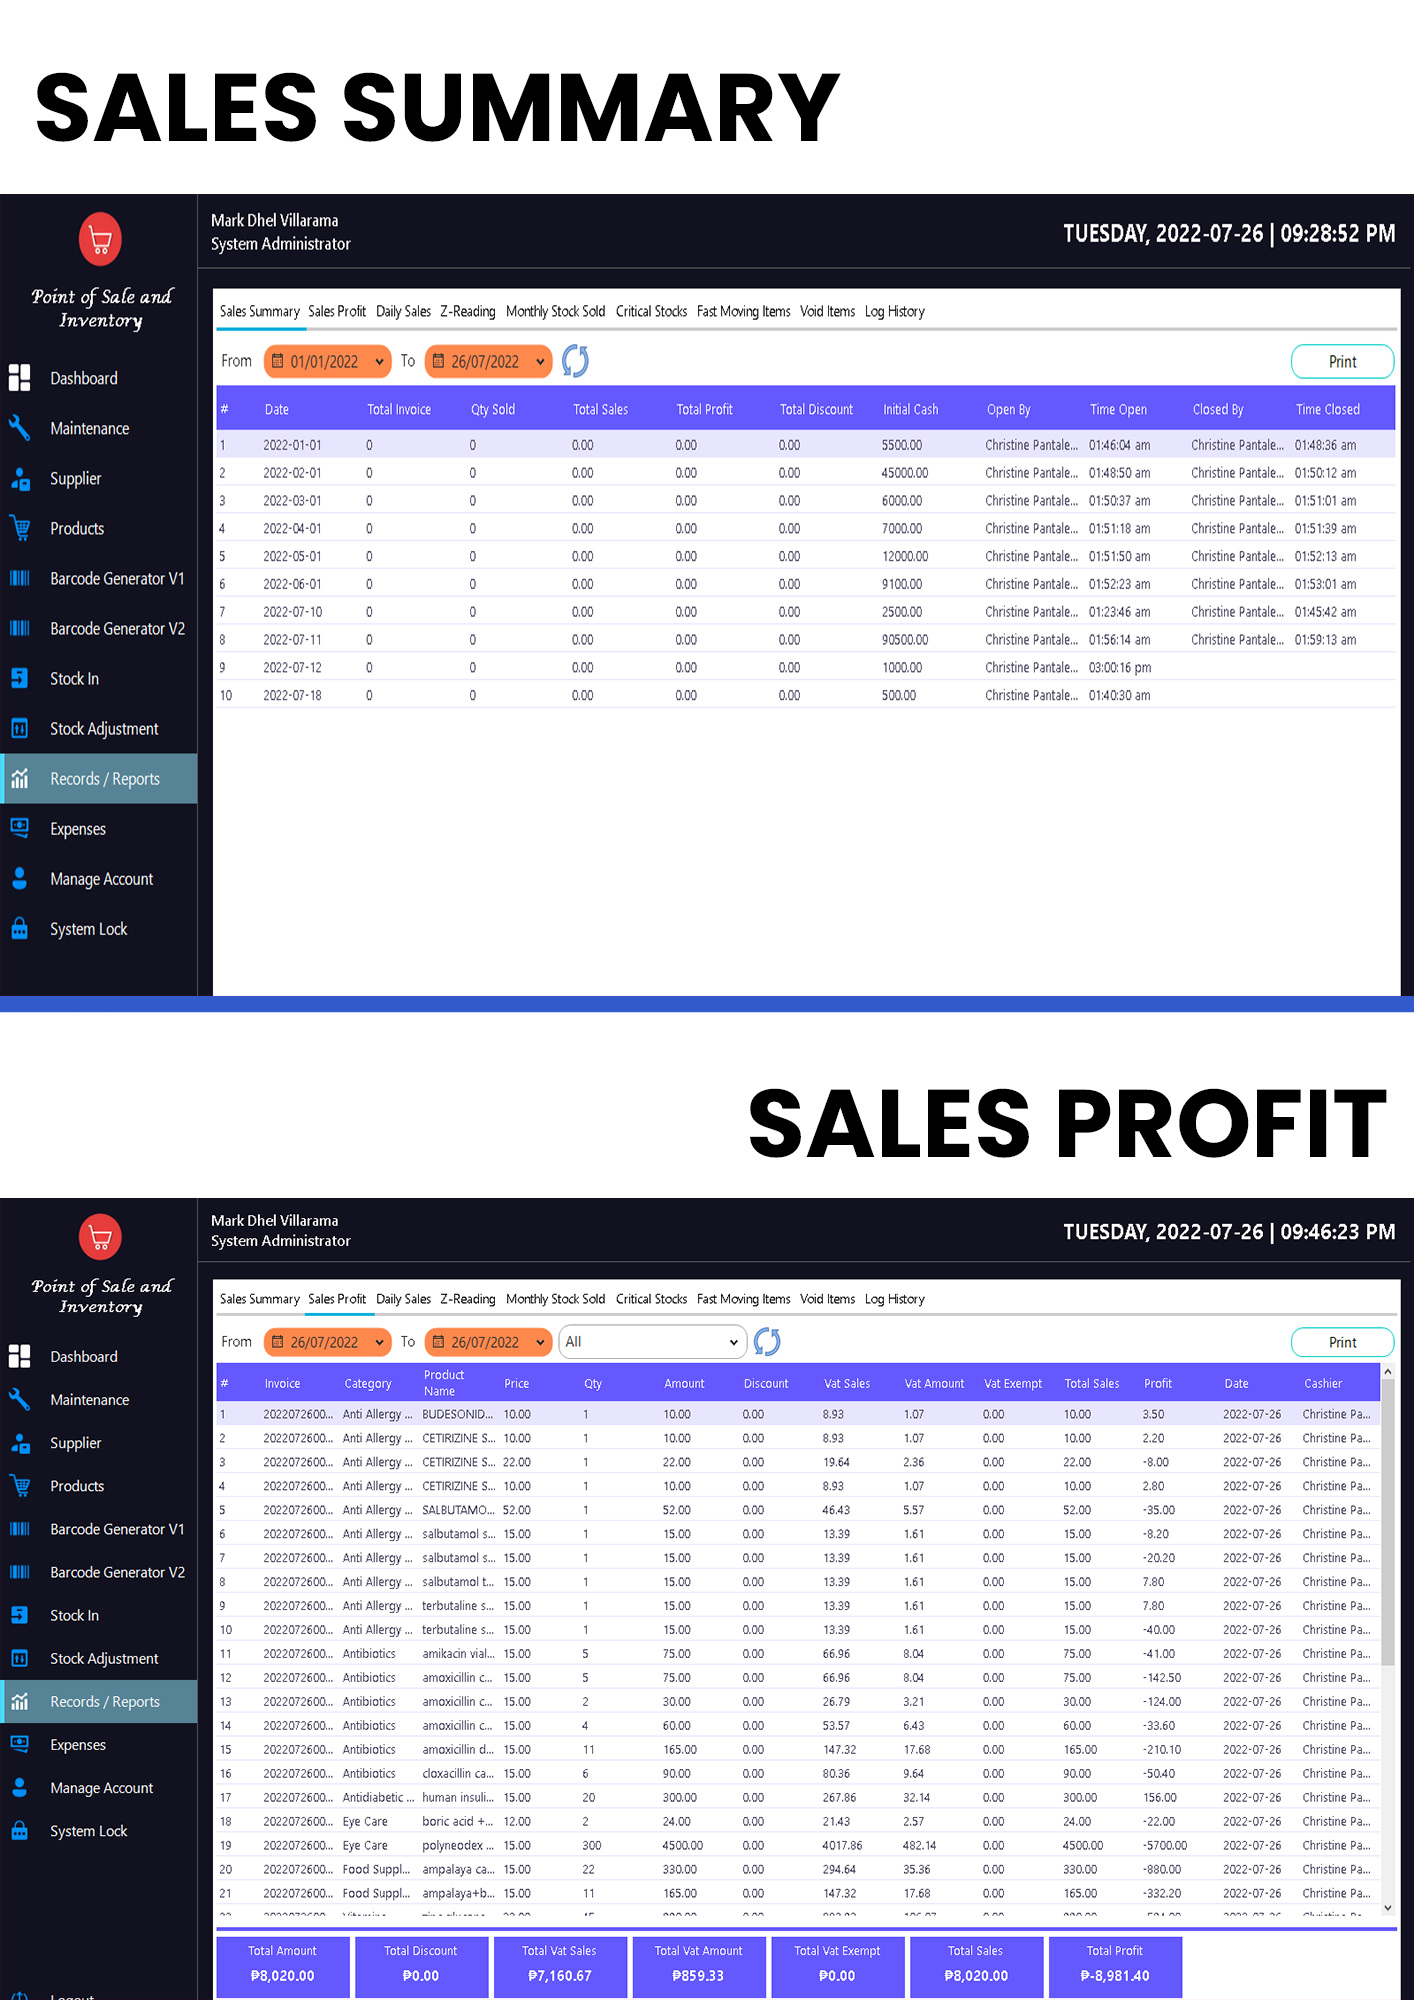 SALES SUMMARY
Mark Dhel Villarama
System Administrator
TUESDAY, 2022-07-26 | 09:28:52 PM
Point of Sale and
Inventory
Dashboard
Maintenance
Supplier
Products
Barcode Generator V1
Barcode Generator V2
Stock In
Stock Adjustment
Records / Reports
Expenses
Manage Account
System Lock
Sales Summary Sales Profit Daily Sales Z-Reading Monthly Stock Sold Critical Stocks Fast Moving Items Void Items Log History
From 01/01/2022 To 26/07/2022 Print
# Date Total Invoice Qty Sold Total Sales Total Profit Total Discount Initial Cash Open By Time Open Closed By Time Closed
1 2022-01-01 0 0 0.00 0.00 0.00 5500.00 Christine Pantale... 01:46:04 am Christine Pantale... 01:48:36 am
2 2022-02-01 0 0 0.00 0.00 0.00 45000.00 Christine Pantale... 01:48:50 am Christine Pantale... 01:50:12 am
3 2022-03-01 0 0 0.00 0.00 0.00 6000.00 Christine Pantale... 01:50:37 am Christine Pantale... 01:51:01 am
4 2022-04-01 0 0 0.00 0.00 0.00 7000.00 Christine Pantale... 01:51:18 am Christine Pantale... 01:51:39 am
5 2022-05-01 0 0 0.00 0.00 0.00 12000.00 Christine Pantale... 01:51:50 am Christine Pantale... 01:52:13 am
6 2022-06-01 0 0 0.00 0.00 0.00 9100.00 Christine Pantale... 01:52:23 am Christine Pantale... 01:53:01 am
7 2022-07-10 0 0 0.00 0.00 0.00 2500.00 Christine Pantale... 01:23:46 am Christine Pantale... 01:45:42 am
8 2022-07-11 0 0 0.00 0.00 0.00 90500.00 Christine Pantale... 01:56:14 am Christine Pantale... 01:59:13 am
9 2022-07-12 0 0 0.00 0.00 0.00 1000.00 Christine Pantale... 03:00:16 pm
10 2022-07-18 0 0 0.00 0.00 0.00 500.00 Christine Pantale... 01:40:30 am
SALES PROFIT
Mark Dhel Villarama
System Administrator
TUESDAY, 2022-07-26 | 09:46:23 PM
Point of Sale and
Inventory
Dashboard
Maintenance
Supplier
Products
Barcode Generator V1
Barcode Generator V2
Stock In
Stock Adjustment
Records / Reports
Expenses
Manage Account
System Lock
Sales Summary Sales Profit Daily Sales Z-Reading Monthly Stock Sold Critical Stocks Fast Moving Items Void Items Log History
From 26/07/2022 To 26/07/2022 All Print
# Invoice Category Product Name Price Qty Amount Discount Vat Sales Vat Amount Vat Exempt Total Sales Profit Date Cashier
1 2022072600... Anti Allergy ... BUDESONID... 10.00 1 10.00 0.00 8.93 1.07 0.00 10.00 3.50 2022-07-26 Christine Pa...
2 2022072600... Anti Allergy ... CETIRIZINE S... 10.00 1 10.00 0.00 8.93 1.07 0.00 10.00 2.20 2022-07-26 Christine Pa...
3 2022072600... Anti Allergy ... CETIRIZINE S... 22.00 1 22.00 0.00 19.64 2.36 0.00 22.00 -8.00 2022-07-26 Christine Pa...
4 2022072600... Anti Allergy ... CETIRIZINE S... 10.00 1 10.00 0.00 8.93 1.07 0.00 10.00 2.80 2022-07-26 Christine Pa...
5 2022072600... Anti Allergy ... SALBUTAMO... 52.00 1 52.00 0.00 46.43 5.57 0.00 52.00 -35.00 2022-07-26 Christine Pa...
6 2022072600... Anti Allergy ... salbutamol s... 15.00 1 15.00 0.00 13.39 1.61 0.00 15.00 -8.20 2022-07-26 Christine Pa...
7 2022072600... Anti Allergy ... salbutamol s... 15.00 1 15.00 0.00 13.39 1.61 0.00 15.00 -20.20 2022-07-26 Christine Pa...
8 2022072600... Anti Allergy ... salbutamol t... 15.00 1 15.00 0.00 13.39 1.61 0.00 15.00 7.80 2022-07-26 Christine Pa...
9 2022072600... Anti Allergy ... terbutaline s... 15.00 1 15.00 0.00 13.39 1.61 0.00 15.00 7.80 2022-07-26 Christine Pa...
10 2022072600... Anti Allergy ... terbutaline s... 15.00 1 15.00 0.00 13.39 1.61 0.00 15.00 -40.00 2022-07-26 Christine Pa...
11 2022072600... Antibiotics amikacin vial... 15.00 5 75.00 0.00 66.96 8.04 0.00 75.00 -41.00 2022-07-26 Christine Pa...
12 2022072600... Antibiotics amoxicillin c... 15.00 5 75.00 0.00 66.96 8.04 0.00 75.00 -142.50 2022-07-26 Christine Pa...
13 2022072600... Antibiotics amoxicillin c... 15.00 2 30.00 0.00 26.79 3.21 0.00 30.00 -124.00 2022-07-26 Christine Pa...
14 2022072600... Antibiotics amoxicillin c... 15.00 4 60.00 0.00 53.57 6.43 0.00 60.00 -33.60 2022-07-26 Christine Pa...
15 2022072600... Antibiotics amoxicillin d... 15.00 11 165.00 0.00 147.32 17.68 0.00 165.00 -210.10 2022-07-26 Christine Pa...
16 2022072600... Antibiotics cloxacillin ca... 15.00 6 90.00 0.00 80.36 9.64 0.00 90.00 -50.40 2022-07-26 Christine Pa...
17 2022072600... Antidiabetic ... human insuli... 15.00 20 300.00 0.00 267.86 32.14 0.00 300.00 156.00 2022-07-26 Christine Pa...
18 2022072600... Eye Care boric acid +... 12.00 2 24.00 0.00 21.43 2.57 0.00 24.00 -22.00 2022-07-26 Christine Pa...
19 2022072600... Eye Care polyneodex ... 15.00 300 4500.00 0.00 4017.86 482.14 0.00 4500.00 -5700.00 2022-07-26 Christine Pa...
20 2022072600... Food Suppl... ampalaya ca... 15.00 22 330.00 0.00 294.64 35.36 0.00 330.00 -880.00 2022-07-26 Christine Pa...
21 2022072600... Food Suppl... ampalaya+b... 15.00 11 165.00 0.00 147.32 17.68 0.00 165.00 -332.20 2022-07-26 Christine Pa...
Total Amount Total Discount Total Vat Sales Total Vat Amount Total Vat Exempt Total Sales Total Profit
₱8,020.00 ₱0.00 ₱7,160.67 ₱859.33 ₱0.00 ₱8,020.00 ₱-8,981.40